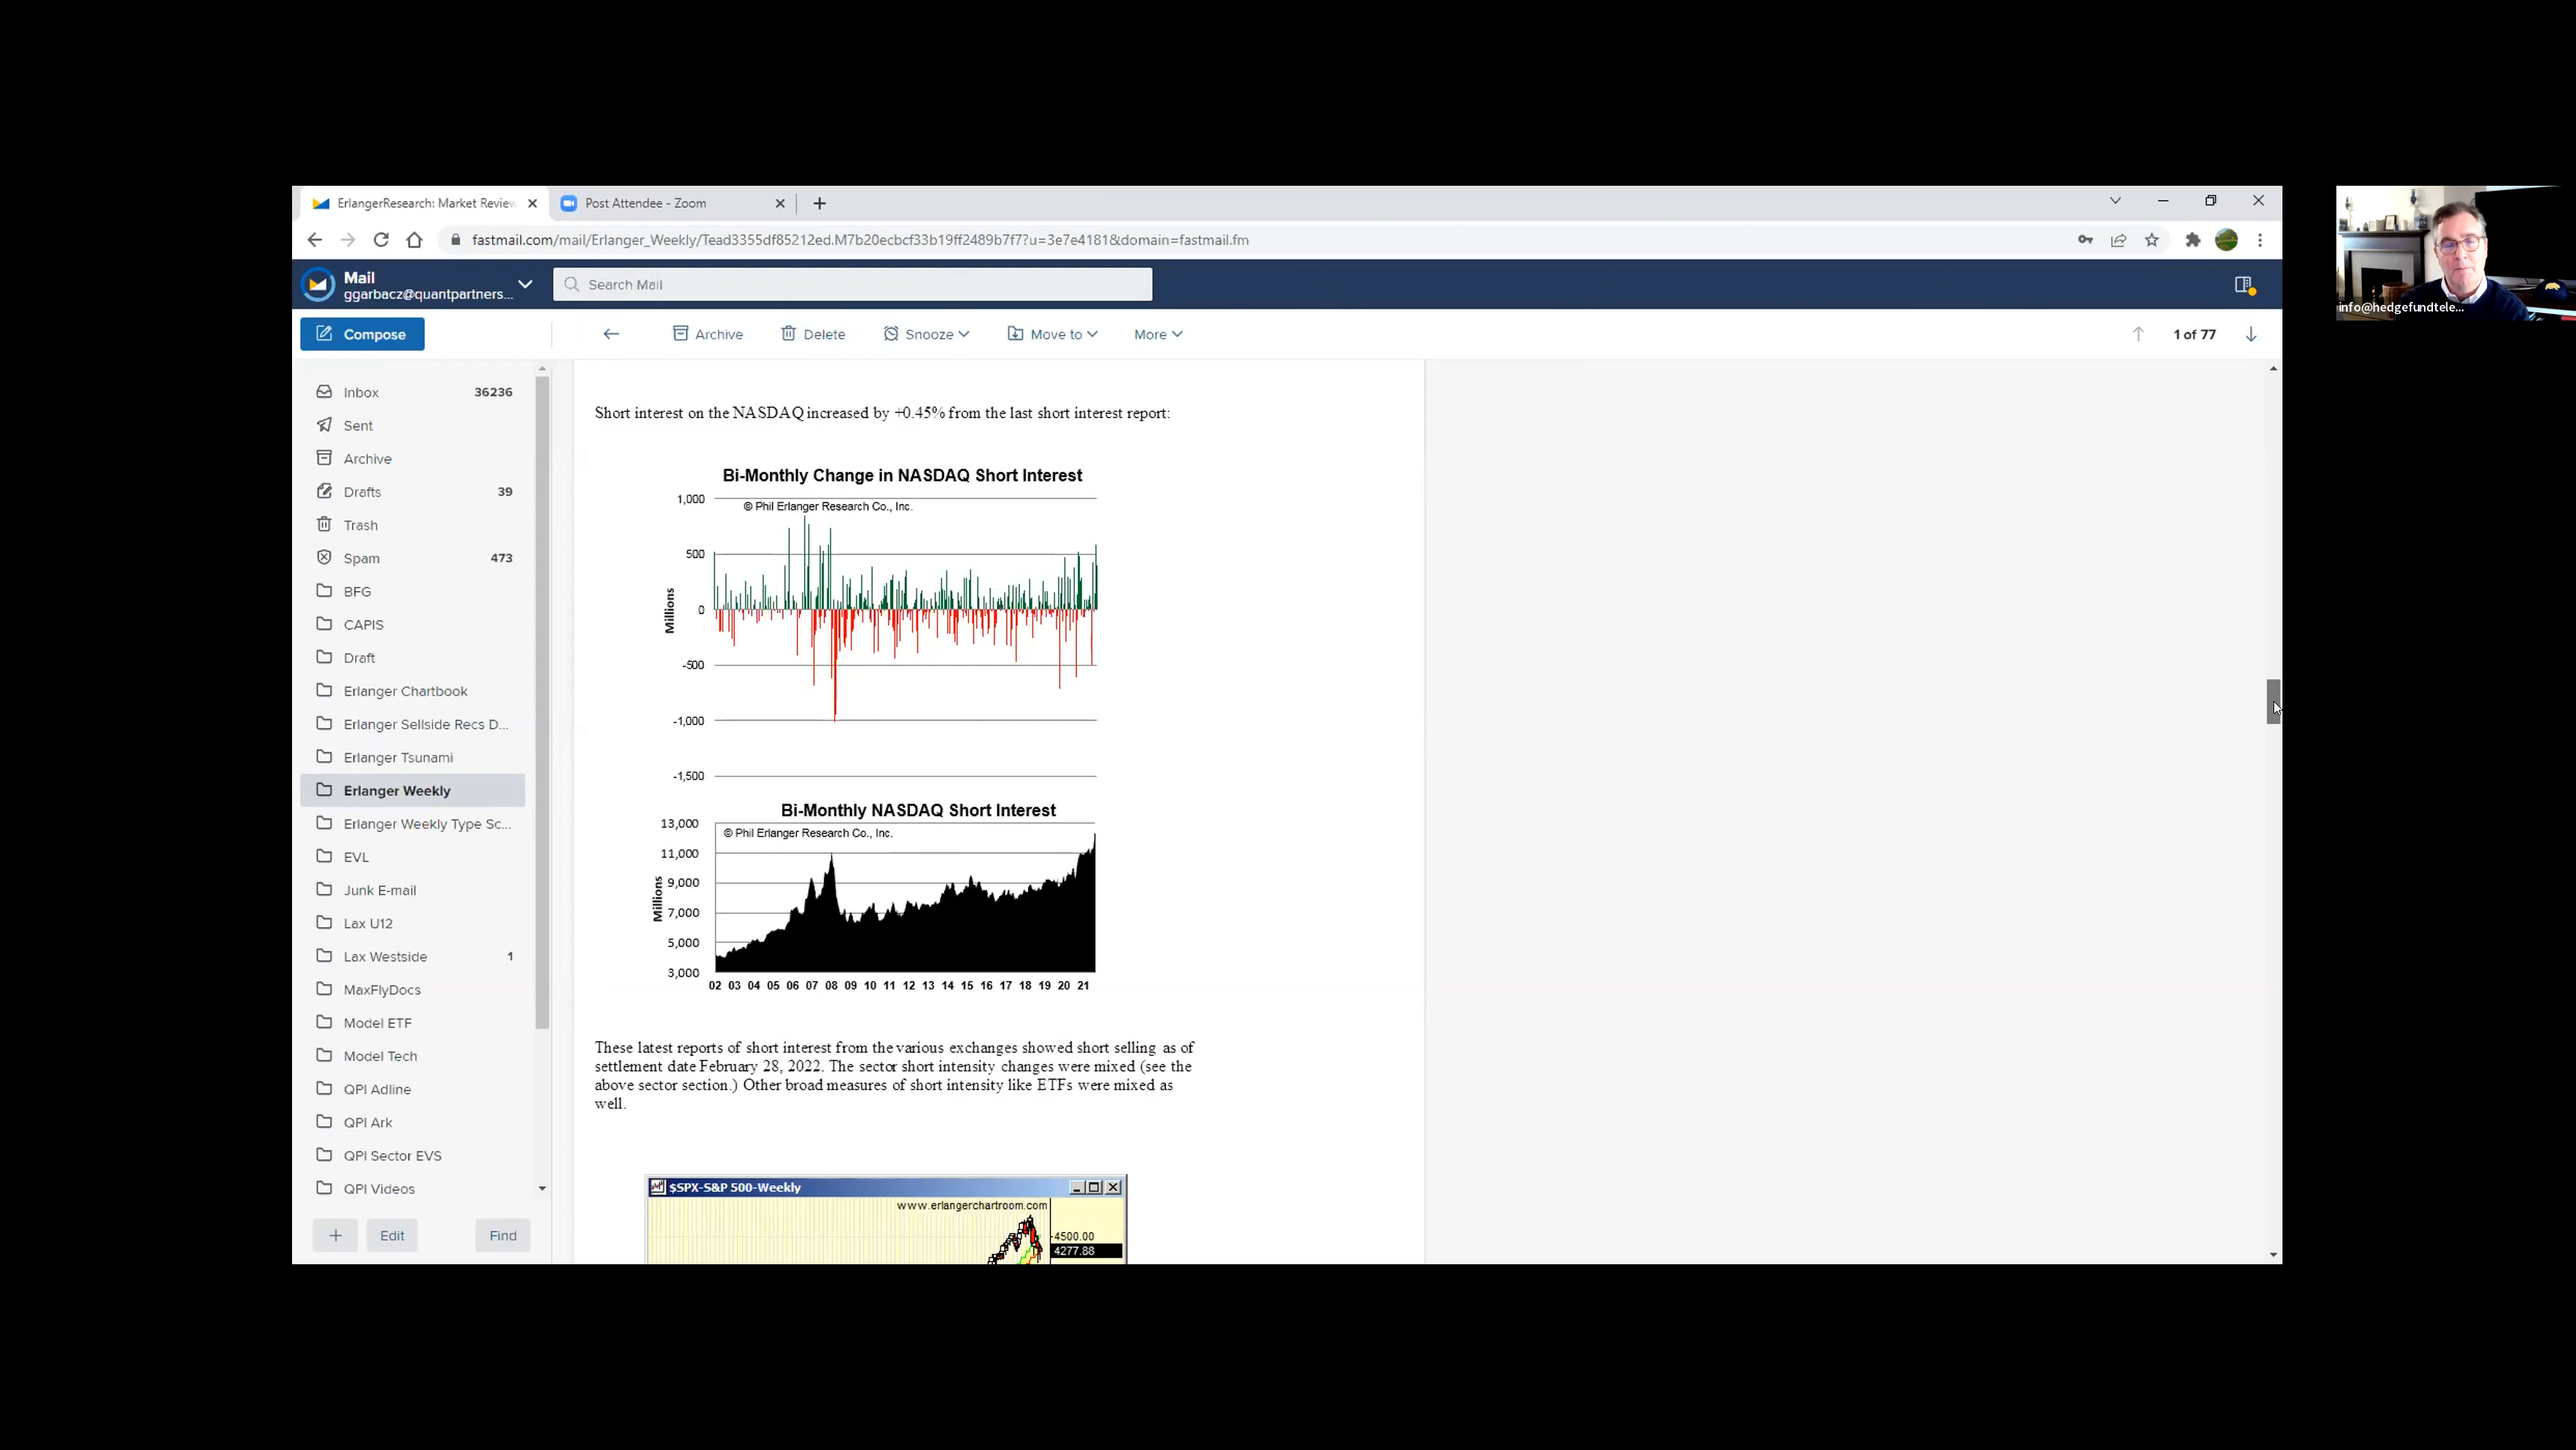 ErlangerResearch: Market Review
Post Attendee - Zoom
fastmail.com/mail/Erlanger_Weekly/Tead3355df85212ed.M7b20ecbcf33b19ff2489b7f7?u=3e7e4181&domain=fastmail.fm
Mail
ggarbacz@quantpartners...
Search Mail
info@hedgefundtele...
Compose
Archive Delete Snooze Move to More
1 of 77
Inbox 36236
Sent
Archive
Drafts 39
Trash
Spam 473
BFG
CAPIS
Draft
Erlanger Chartbook
Erlanger Sellside Recs D...
Erlanger Tsunami
Erlanger Weekly
Erlanger Weekly Type Sc...
EVL
Junk E-mail
Lax U12
Lax Westside 1
MaxFlyDocs
Model ETF
Model Tech
QPI Adline
QPI Ark
QPI Sector EVS
QPI Videos
+ Edit Find
Short interest on the NASDAQ increased by +0.45% from the last short interest report:
Bi-Monthly Change in NASDAQ Short Interest
© Phil Erlanger Research Co., Inc.
1,000
500
0
-500
-1,000
-1,500
Millions
Bi-Monthly NASDAQ Short Interest
© Phil Erlanger Research Co., Inc.
13,000
11,000
9,000
7,000
5,000
3,000
Millions
02 03 04 05 06 07 08 09 10 11 12 13 14 15 16 17 18 19 20 21
These latest reports of short interest from the various exchanges showed short selling as of
settlement date February 28, 2022. The sector short intensity changes were mixed (see the
above sector section.) Other broad measures of short intensity like ETFs were mixed as
well.
$SPX-S&P 500-Weekly
www.erlangerchartroom.com
4500.00
4277.88